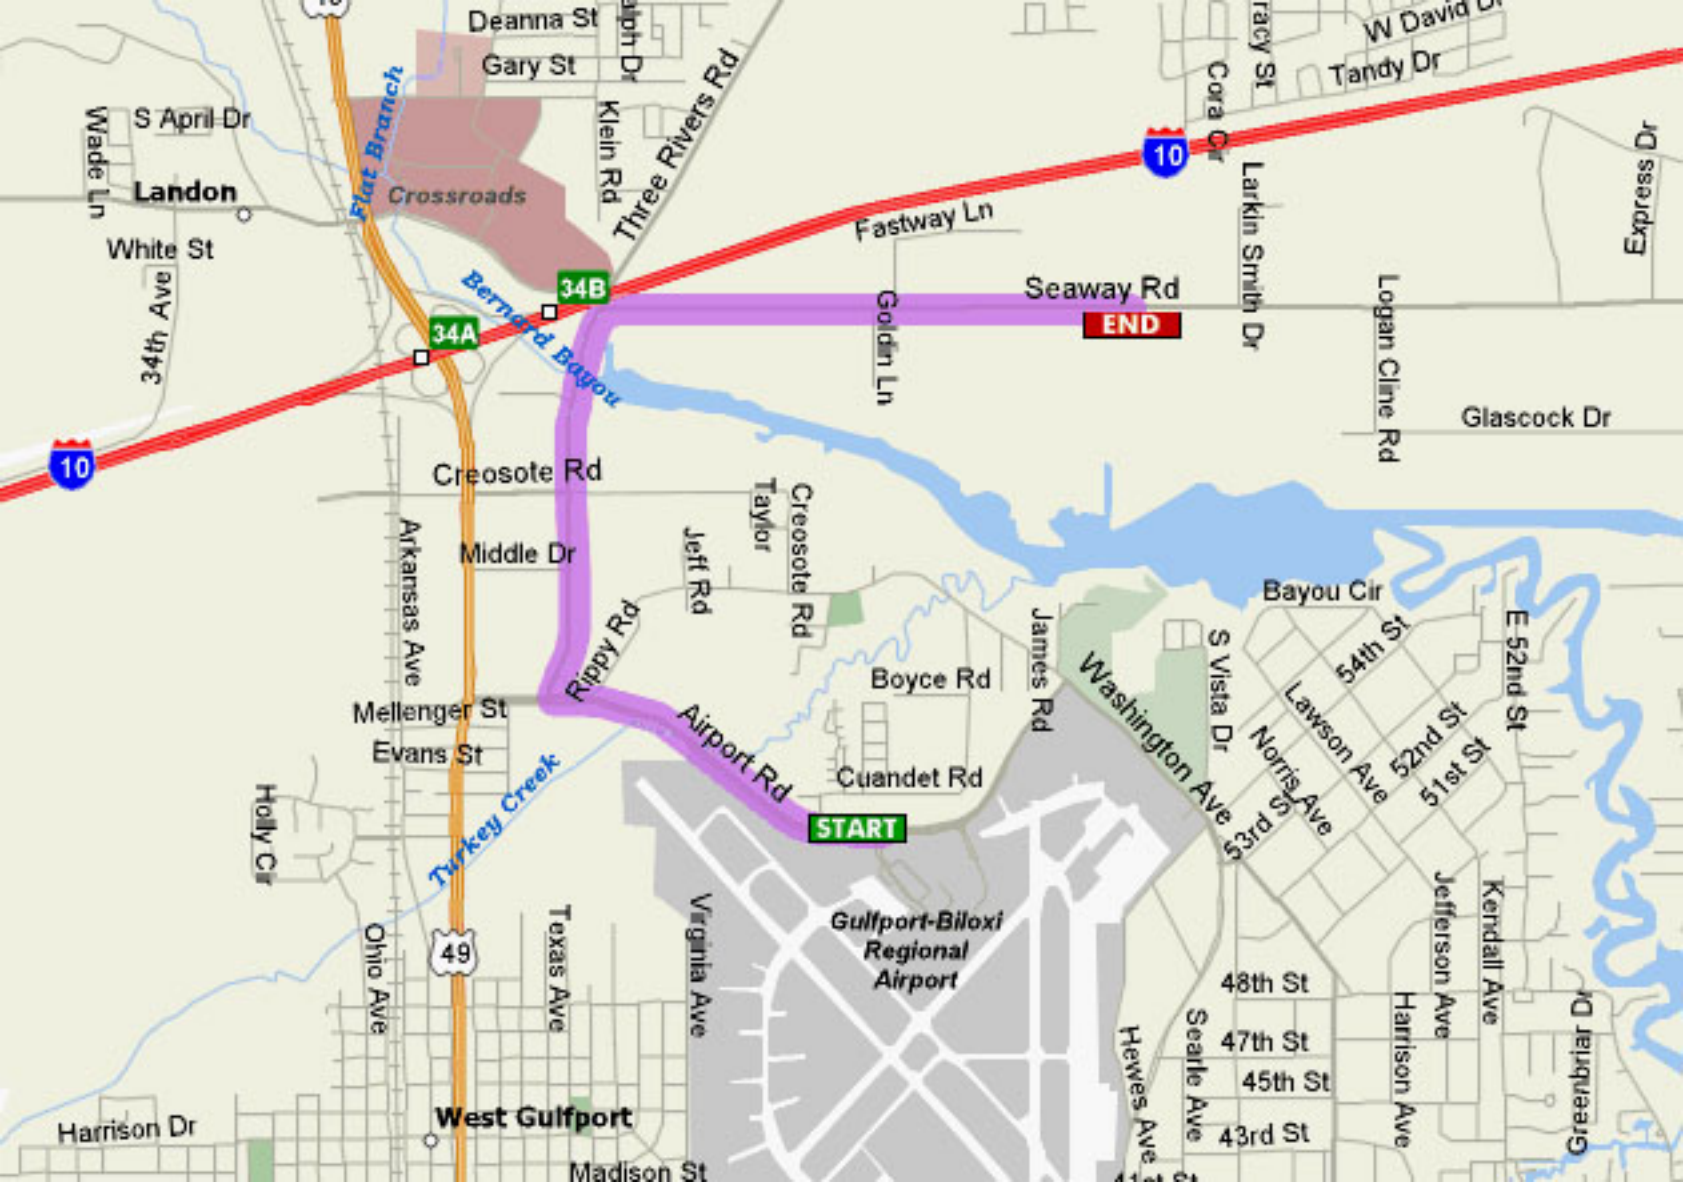 Deanna St
Gary St
Klein Rd
Three Rivers Rd
Tandy Dr
Cora Cir
S April Dr
Wade Ln
Landon
White St
34th Ave
Flat Branch
Crossroads
Bernard Bayou
34B
34A
10
10
Fastway Ln
Seaway Rd
END
Goldin Ln
Larkin Smith Dr
Logan Cline Rd
Express Dr
Glascock Dr
Creosote Rd
Middle Dr
Arkansas Ave
Taylor
Creosote Rd
Jeff Rd
Rippy Rd
Mellenger St
Evans St
Airport Rd
Boyce Rd
James Rd
Cuandet Rd
START
Washington Ave
S Vista Dr
Bayou Cir
54th St
E 52nd St
Lawson Ave
52nd St
51st St
Norris Ave
53rd St
Holly Cir
Turkey Creek
Ohio Ave
49
Texas Ave
Virginia Ave
Gulfport-Biloxi
Regional
Airport
Jefferson Ave
Kendall Ave
48th St
47th St
45th St
43rd St
Hewes Ave
Searle Ave
Harrison Ave
Greenbriar Dr
Harrison Dr
West Gulfport
Madison St